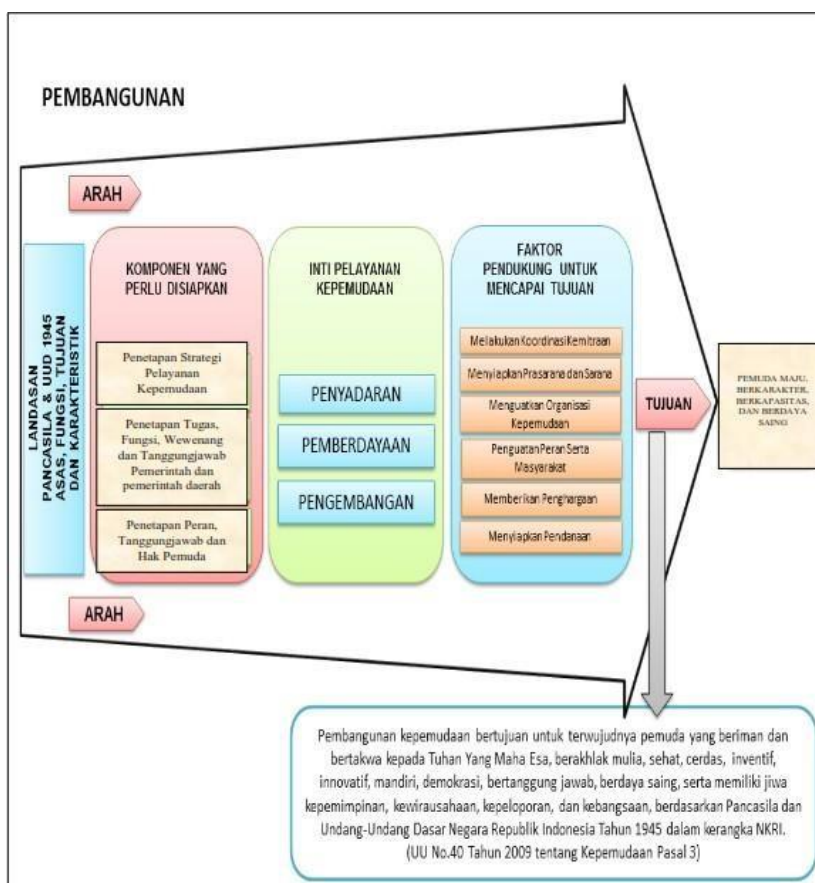 PEMBANGUNAN
ARAH
LANDASAN
PANCASILA & UUD 1945
ASAS, FUNGSI, TUJUAN
DAN KARAKTERISTIK
KOMPONEN YANG
PERLU DISIAPKAN
Penetapan Strategi
Pelayanan
Kepemudaan
Penetapan Tugas,
Fungsi, Wewenang
dan Tanggungjawab
Pemerintah dan
pemerintah daerah
Penetapan Peran,
Tanggungjawab dan
Hak Pemuda
INTI PELAYANAN
KEPEMUDAAN
PENYADARAN
PEMBERDAYAAN
PENGEMBANGAN
FAKTOR
PENDUKUNG UNTUK
MENCAPAI TUJUAN
Melakukan Koordinasi Kemitraan
Menyiapkan Prasarana dan Sarana
Menguatkan Organisasi
Kepemudaan
Penguatan Peran Serta
Masyarakat
Memberikan Penghargaan
Menyiapkan Pendanaan
TUJUAN
PEMUDA MAJU,
BERKARAKTER,
BERKAPASITAS,
DAN BERDAYA
SAING
ARAH
Pembangunan kepemudaan bertujuan untuk terwujudnya pemuda yang beriman dan
bertakwa kepada Tuhan Yang Maha Esa, berakhlak mulia, sehat, cerdas, inventif,
innovatif, mandiri, demokrasi, bertanggung jawab, berdaya saing, serta memiliki jiwa
kepemimpinan, kewirausahaan, kepeloporan, dan kebangsaan, berdasarkan Pancasila dan
Undang-Undang Dasar Negara Republik Indonesia Tahun 1945 dalam kerangka NKRI.
(UU No.40 Tahun 2009 tentang Kepemudaan Pasal 3)